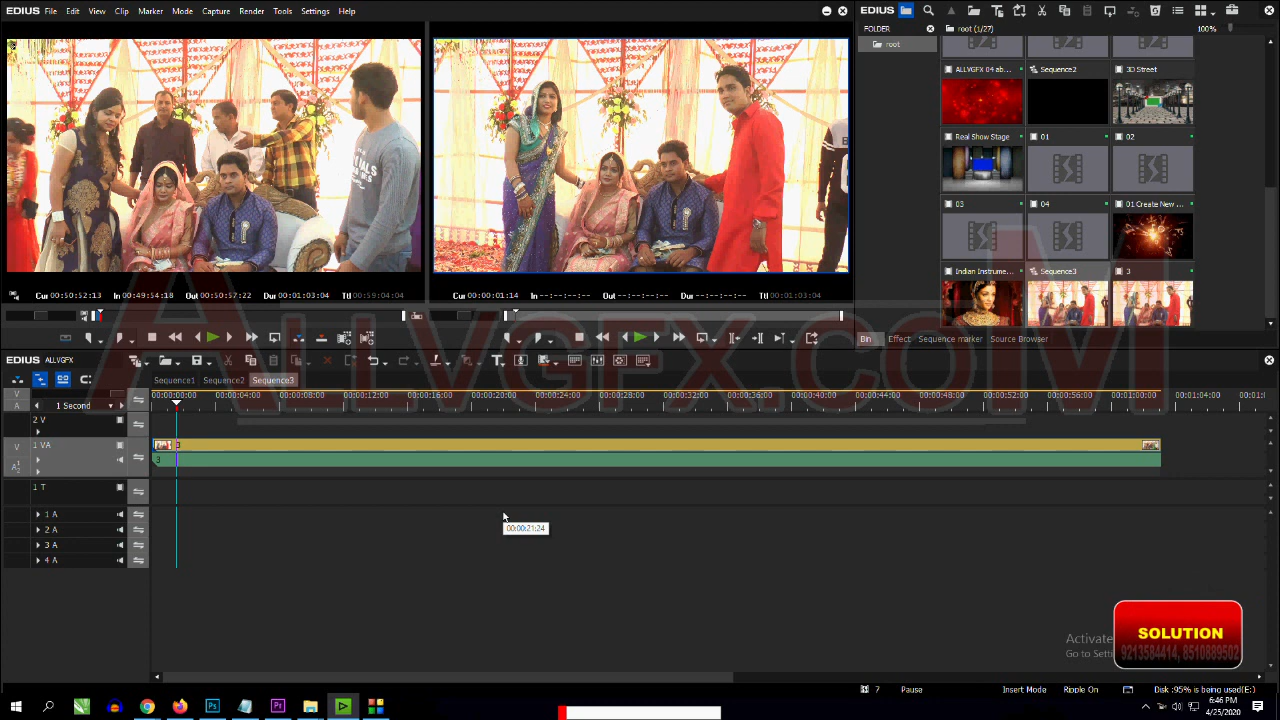 EDIUS File Edit View Clip Marker Mode Capture Render Tools Settings Help
EDIUS
FOLDER
root (1/27)
100%
root
ALLVGFX 04 ab...
Sequence2
3D Street
Real Show Stage
01
02
03
04
01 Create New ...
Indian Instrume...
Sequence3
3
Cur 00:50:52:13 In 00:49:54:18 Out 00:50:57:22 Dur 00:01:03:04 Ttl 00:59:04:04
Cur 00:00:01:14 In --:--:--:-- Out --:--:--:-- Dur --:--:--:-- Ttl 00:01:03:04
Bin Effect Sequence marker Source Browser
ALLVGFX.COM
EDIUS ALLVGFX
Sequence1 Sequence2 Sequence3
V
A
1 Second
00:00:00:00 00:00:04:00 00:00:08:00 00:00:12:00 00:00:16:00 00:00:20:00 00:00:24:00 00:00:28:00 00:00:32:00 00:00:36:00 00:00:40:00 00:00:44:00 00:00:48:00 00:00:52:00 00:00:56:00 00:01:00:00 00:01:04:00
2 V
V
1 VA
3
3
1 T
1 A
2 A
3 A
4 A
00:00:21:24
SOLUTION
9213584414, 8510889502
Activate
Go to Setti
7 Pause
Insert Mode Ripple On Disk :95% is being used(E:)
6:46 PM
4/25/2020